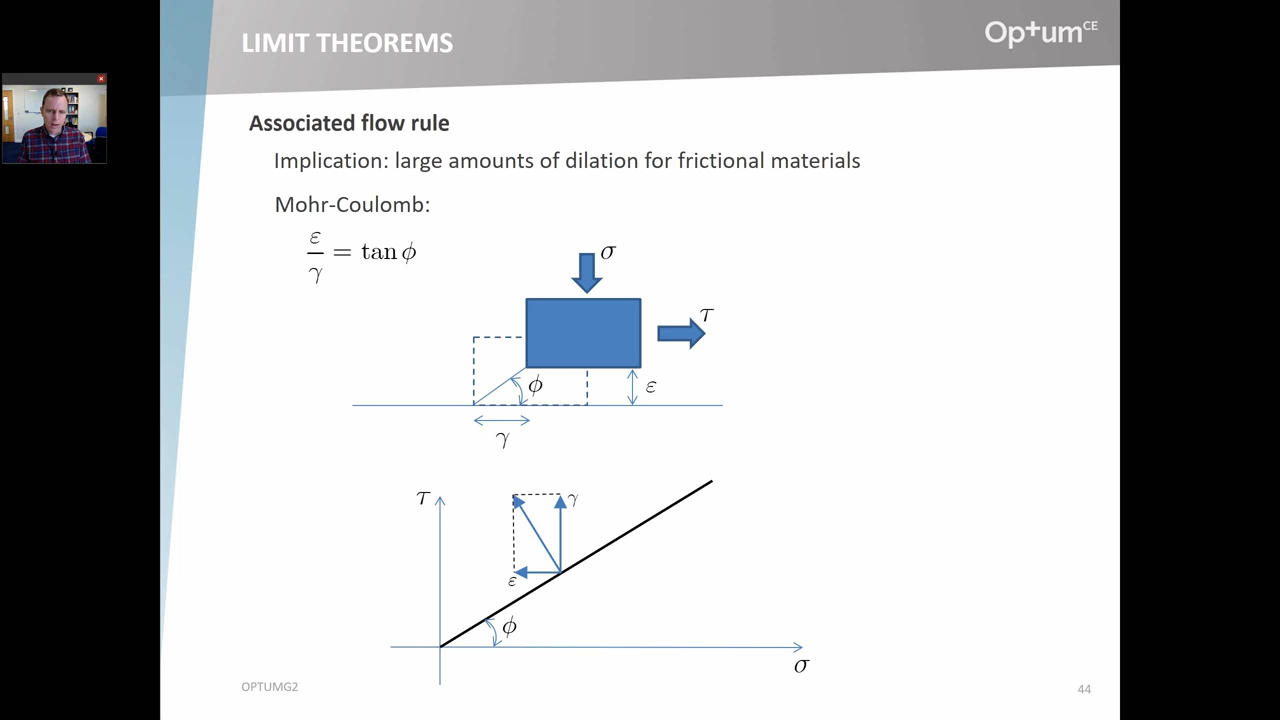 LIMIT THEOREMS
Op+um CE
Associated flow rule
Implication: large amounts of dilation for frictional materials
Mohr-Coulomb:
ε/γ = tan ϕ
σ
τ
ϕ
ε
γ
τ
γ
ε
ϕ
σ
OPTUMG2
44